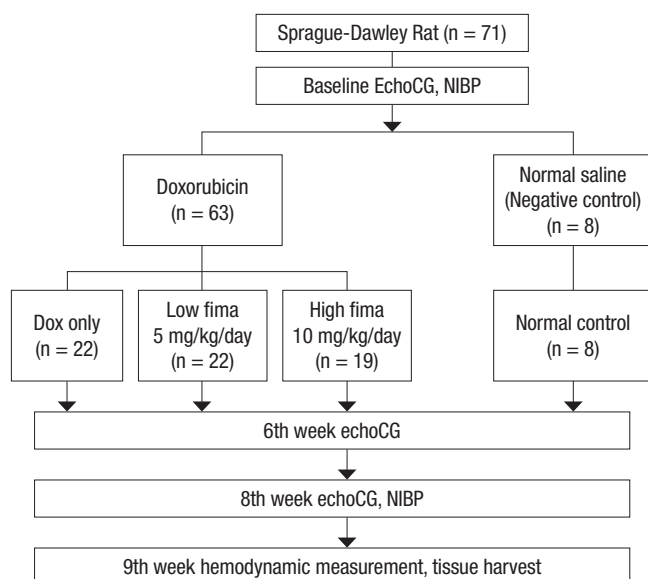 Sprague-Dawley Rat (n = 71)
Baseline EchoCG, NIBP
Doxorubicin
(n = 63)
Normal saline
(Negative control)
(n = 8)
Dox only
(n = 22)
Low fima
5 mg/kg/day
(n = 22)
High fima
10 mg/kg/day
(n = 19)
Normal control
(n = 8)
6th week echoCG
8th week echoCG, NIBP
9th week hemodynamic measurement, tissue harvest